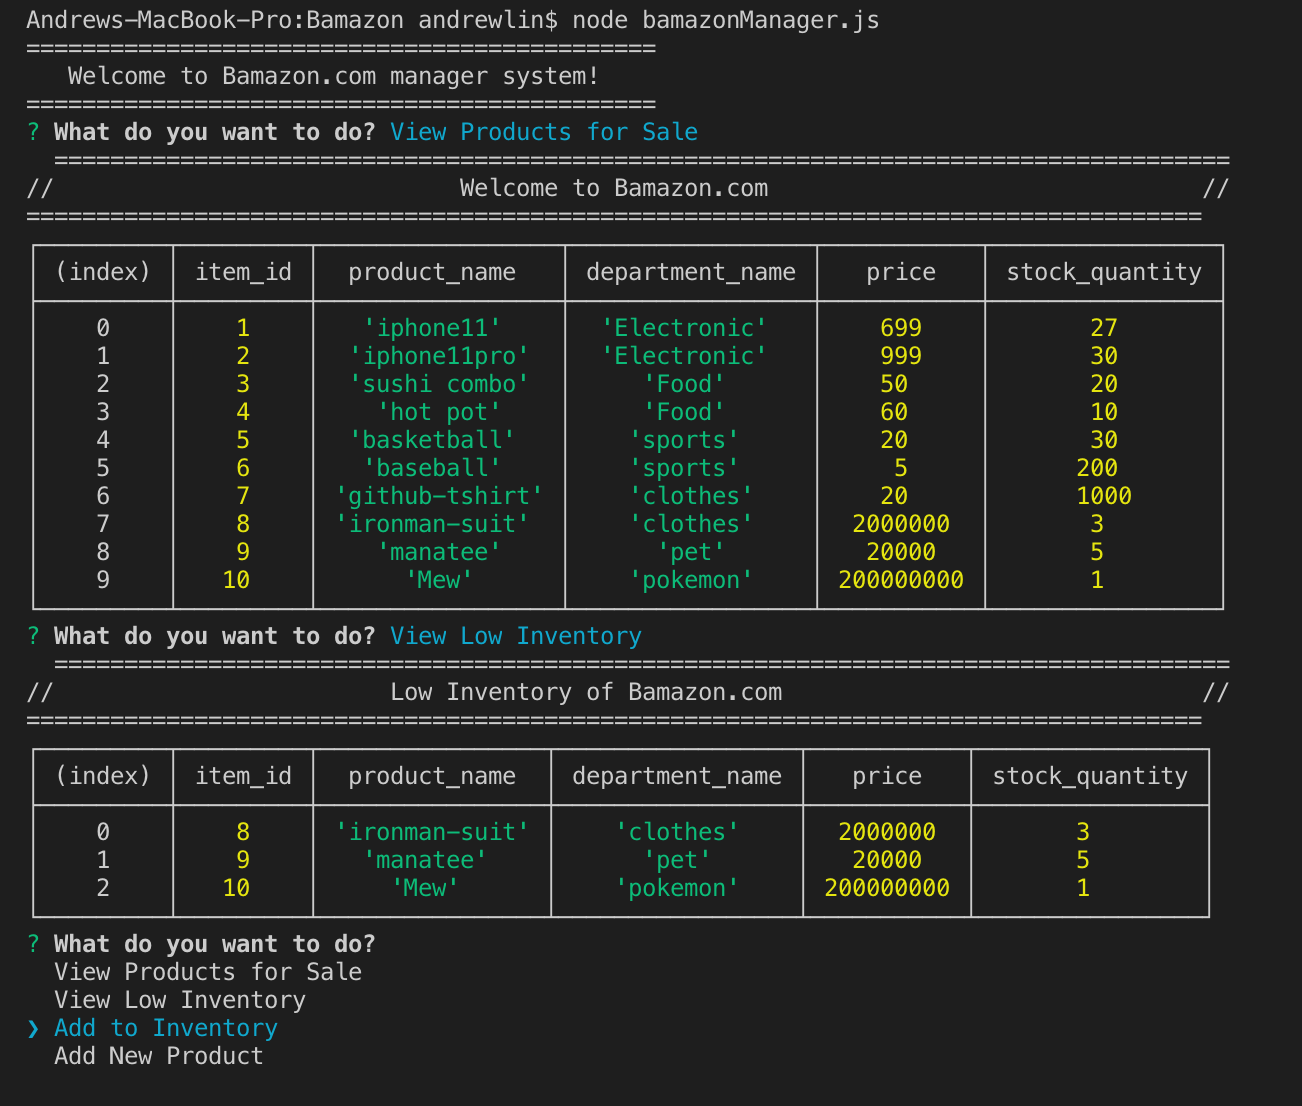 Andrews-MacBook-Pro:Bamazon andrewlin$ node bamazonManager.js
=============================================
Welcome to Bamazon.com manager system!
=============================================
? What do you want to do? View Products for Sale
====================================================================================
// Welcome to Bamazon.com //
====================================================================================
(index) item_id product_name department_name price stock_quantity
0 1 'iphone11' 'Electronic' 699 27
1 2 'iphone11pro' 'Electronic' 999 30
2 3 'sushi combo' 'Food' 50 20
3 4 'hot pot' 'Food' 60 10
4 5 'basketball' 'sports' 20 30
5 6 'baseball' 'sports' 5 200
6 7 'github-tshirt' 'clothes' 20 1000
7 8 'ironman-suit' 'clothes' 2000000 3
8 9 'manatee' 'pet' 20000 5
9 10 'Mew' 'pokemon' 200000000 1
? What do you want to do? View Low Inventory
====================================================================================
// Low Inventory of Bamazon.com //
====================================================================================
(index) item_id product_name department_name price stock_quantity
0 8 'ironman-suit' 'clothes' 2000000 3
1 9 'manatee' 'pet' 20000 5
2 10 'Mew' 'pokemon' 200000000 1
? What do you want to do?
View Products for Sale
View Low Inventory
❯ Add to Inventory
Add New Product